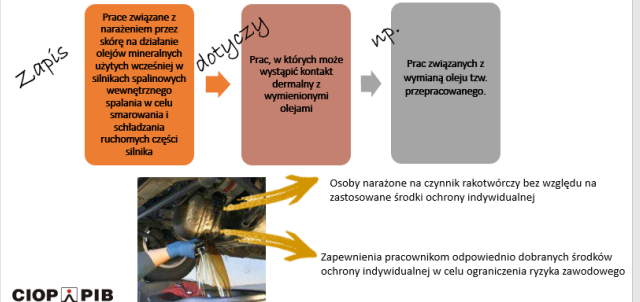 Zapis
Prace związane z
narażeniem przez
skórę na działanie
olejów mineralnych
użytych wcześniej w
silnikach spalinowych
wewnętrznego
spalania w celu
smarowania i
schładzania
ruchomych części
silnika
dotyczy
Prac, w których może
wystąpić kontakt
dermalny z
wymienionymi
olejami
np.
Prac związanych z
wymianą oleju tzw.
przepracowanego.
Osoby narażone na czynnik rakotwórczy bez względu na
zastosowane środki ochrony indywidualnej
Zapewnienia pracownikom odpowiednio dobranych środków
ochrony indywidualnej w celu ograniczenia ryzyka zawodowego
CIOP PIB